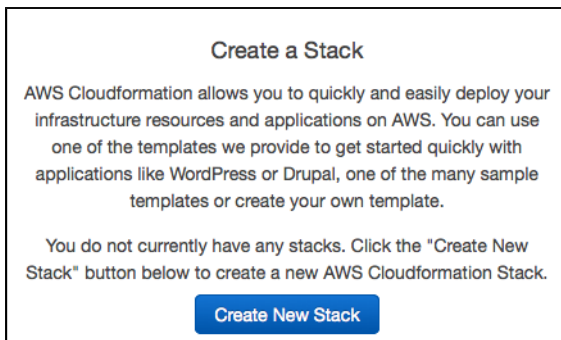 Create a Stack
AWS Cloudformation allows you to quickly and easily deploy your
infrastructure resources and applications on AWS. You can use
one of the templates we provide to get started quickly with
applications like WordPress or Drupal, one of the many sample
templates or create your own template.
You do not currently have any stacks. Click the "Create New
Stack" button below to create a new AWS Cloudformation Stack.
Create New Stack